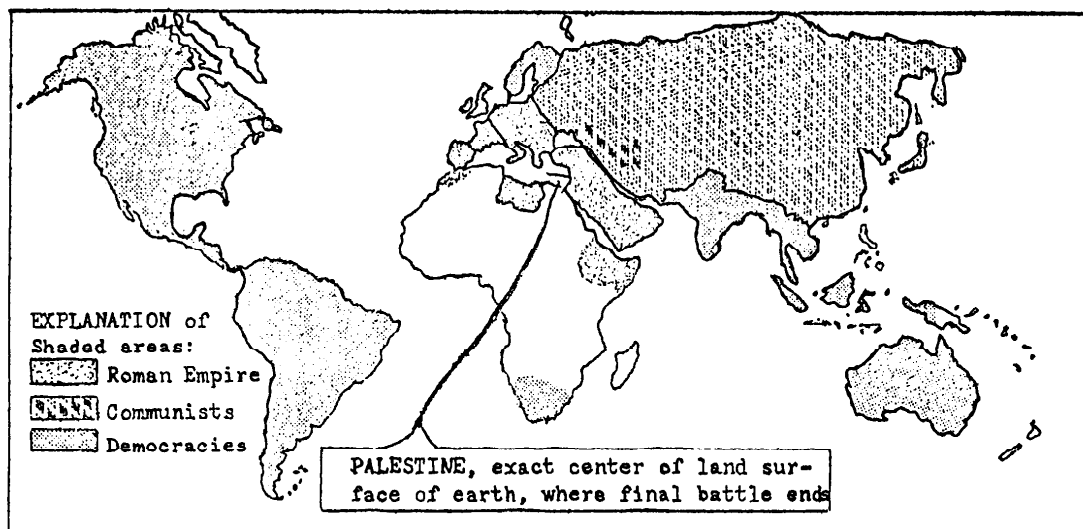 EXPLANATION of
Shaded areas:
Roman Empire
Communists
Democracies
PALESTINE, exact center of land sur-
face of earth, where final battle ends